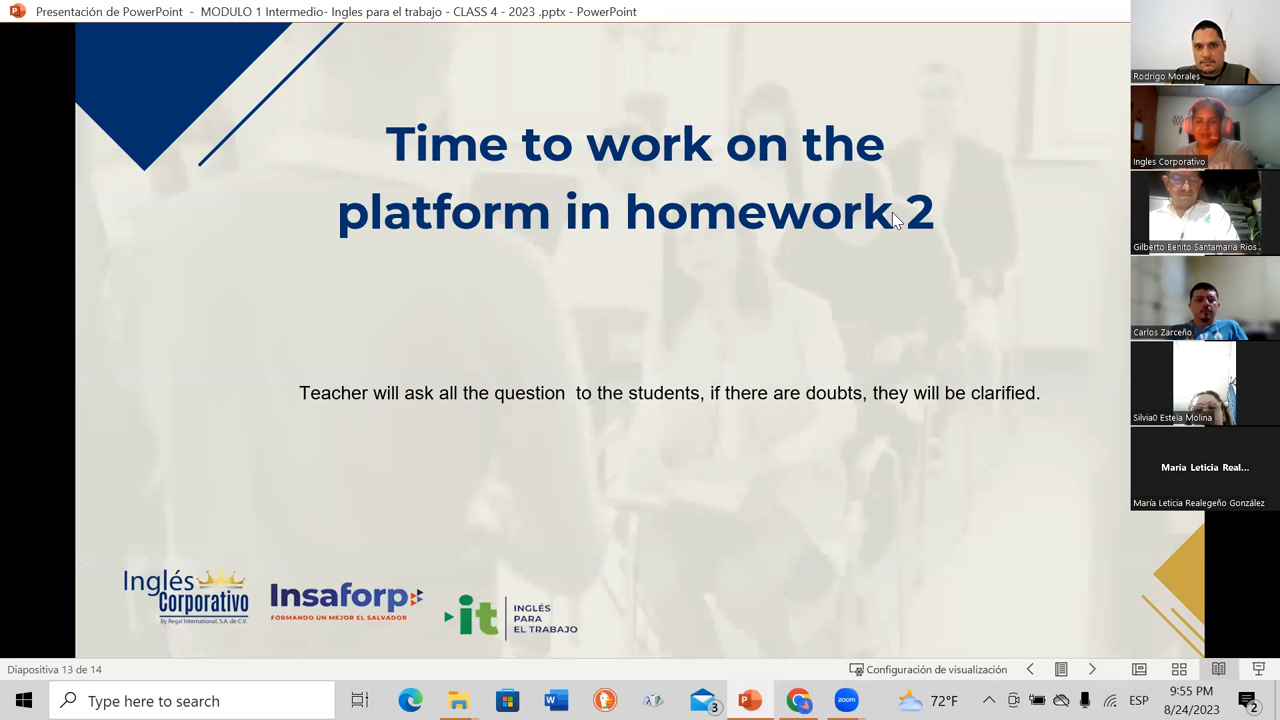 Presentación de PowerPoint - MODULO 1 Intermedio- Ingles para el trabajo - CLASS 4 - 2023 .pptx - PowerPoint
Time to work on the
platform in homework 2
Teacher will ask all the question to the students, if there are doubts, they will be clarified.
Inglés
Corporativo
By Regal International, S.A. de C.V.
Insaforp
FORMANDO UN MEJOR EL SALVADOR
it
INGLÉS
PARA
EL TRABAJO
Rodrigo Morales
Ingles Corporativo
Gilberto Benito Santamaria Rios
Carlos Zarceño
Silvia0 Estela Molina
María Leticia Real...
María Leticia Realegeño González
Diapositiva 13 de 14
Configuración de visualización
Type here to search
3
zoom
72°F
ESP
9:55 PM
8/24/2023
2